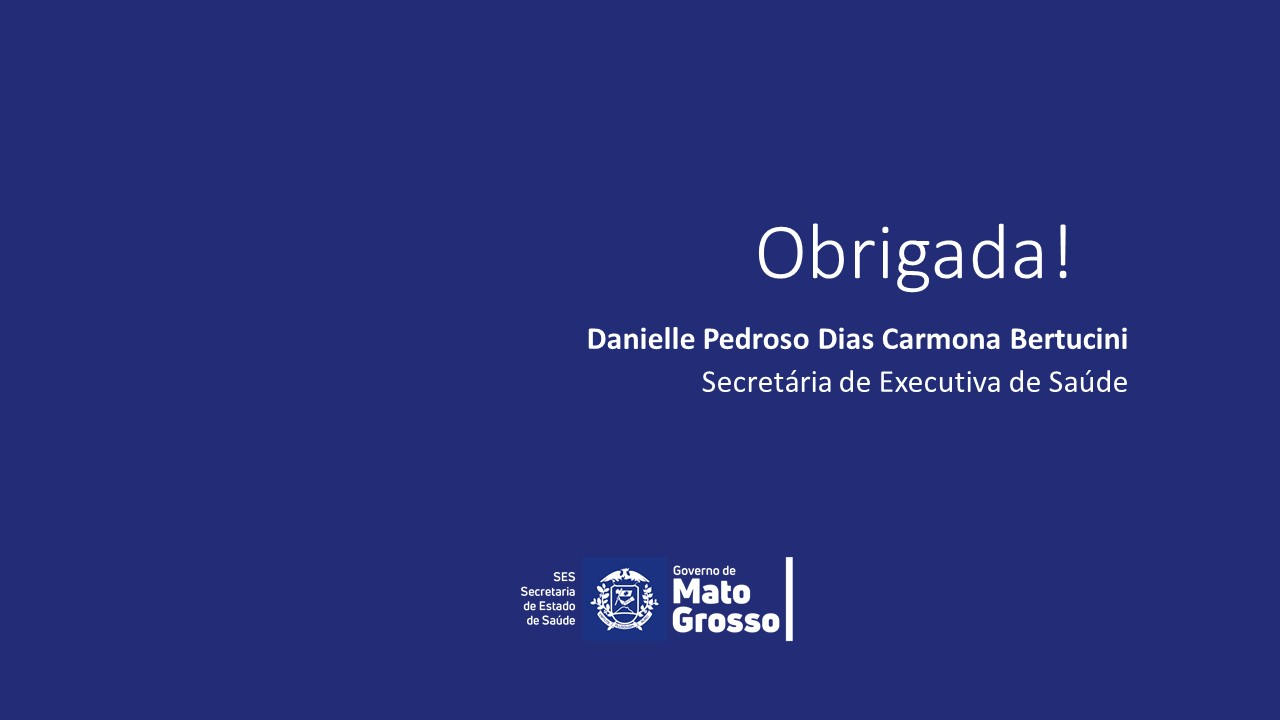 Obrigada!
Danielle Pedroso Dias Carmona Bertucini
Secretária de Executiva de Saúde
SES
Secretaria
de Estado
de Saúde
Governo de
Mato
Grosso